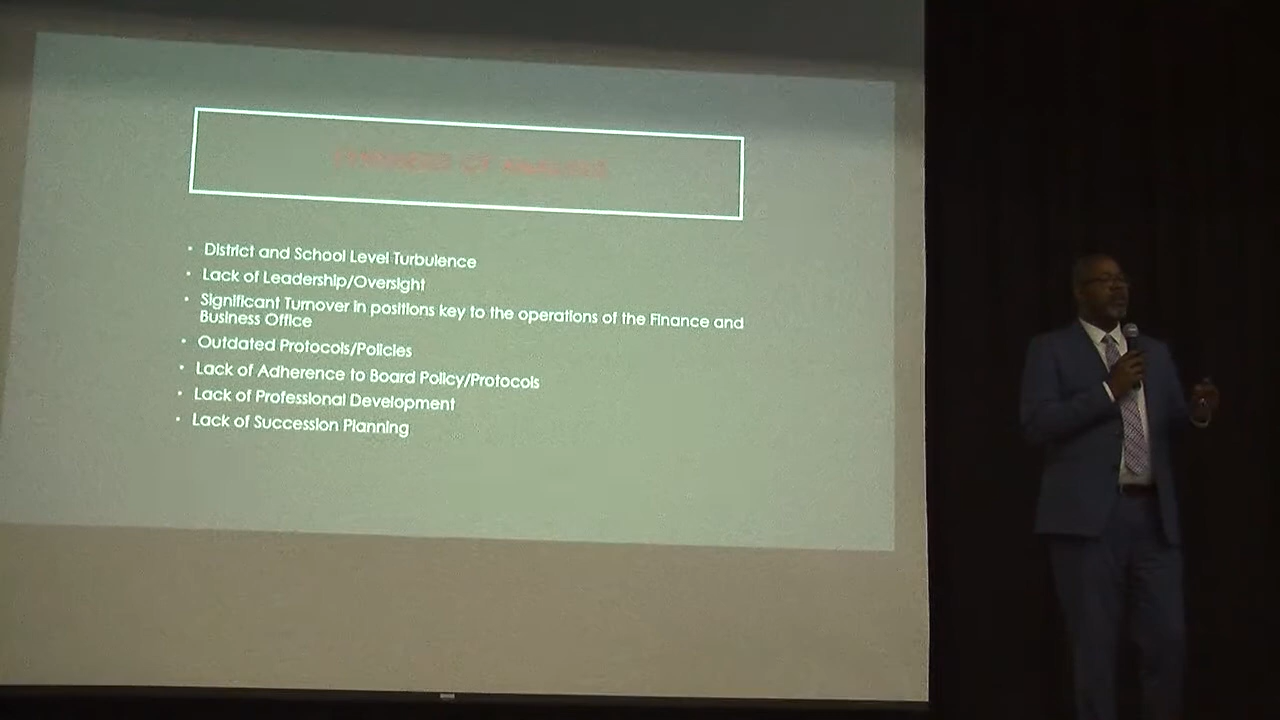 OF
• District and School Level Turbulence
• Lack of Leadership/Oversight
• Significant Turnover in positions key to the operations of the Finance and
Business Office
• Outdated Protocols/Policies
• Lack of Adherence to Board Policy/Protocols
• Lack of Professional Development
• Lack of Succession Planning